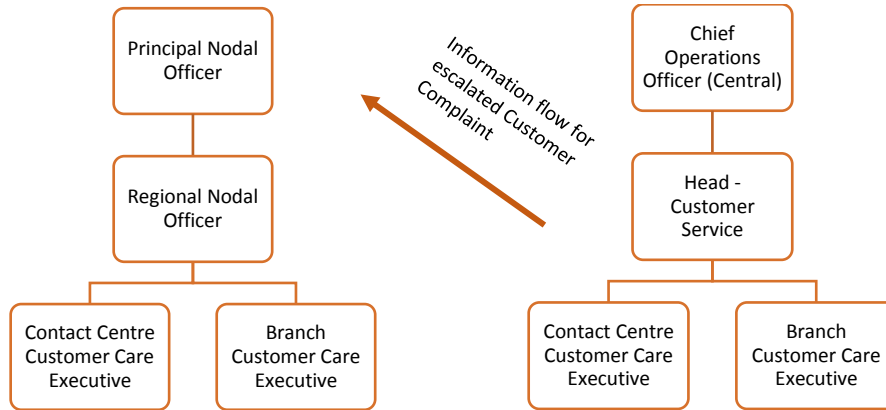 Principal Nodal
Officer
Regional Nodal
Officer
Contact Centre
Customer Care
Executive
Branch
Customer Care
Executive
Information flow for
escalated Customer
Complaint
Chief
Operations
Officer (Central)
Head -
Customer
Service
Contact Centre
Customer Care
Executive
Branch
Customer Care
Executive